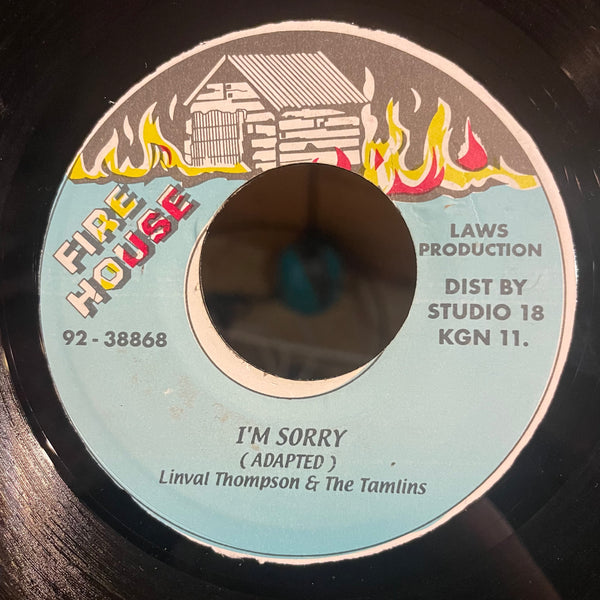 FIRE
HOUSE
92-38868
LAWS
PRODUCTION
DIST BY
STUDIO 18
KGN 11.
I'M SORRY
( ADAPTED )
Linval Thompson & The Tamlins